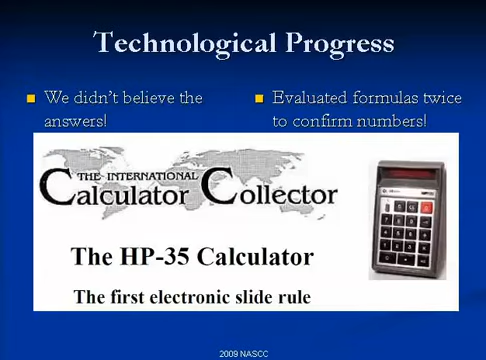 Technological Progress
We didn't believe the
answers!
Evaluated formulas twice
to confirm numbers!
THE INTERNATIONAL
Calculator Collector
The HP-35 Calculator
The first electronic slide rule
2009 NASCC